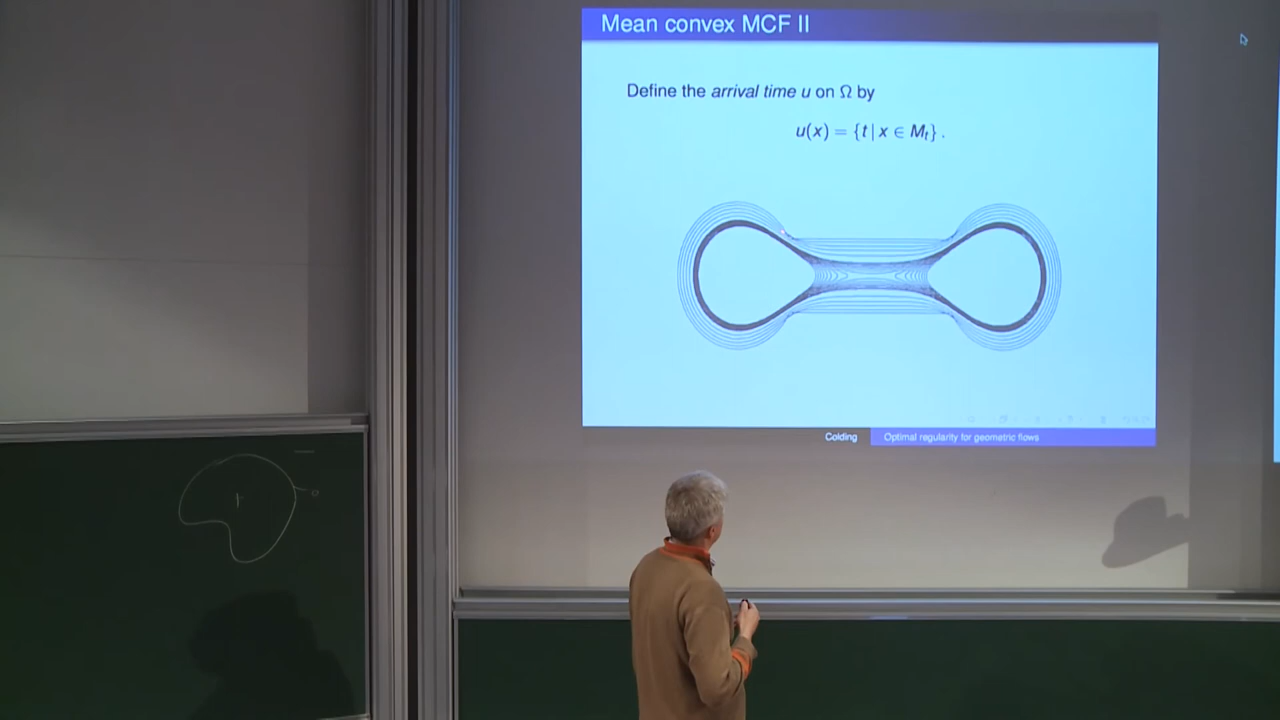 Mean convex MCF II
Define the arrival time u on Ω by
u(x) = {t | x ∈ M_t} .
Colding
Optimal regularity for geometric flows